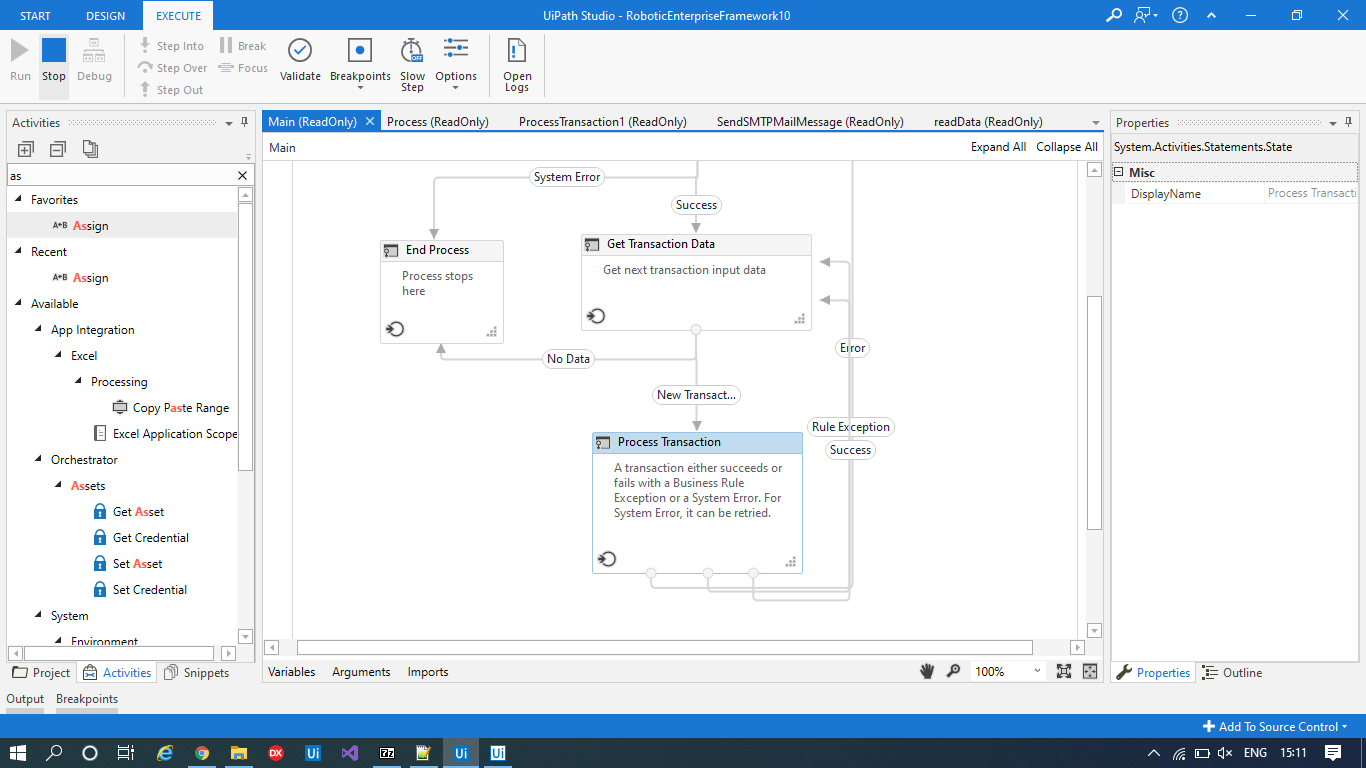 START DESIGN EXECUTE UiPath Studio - RoboticEnterpriseFramework10
Run Stop Debug
Step Into
Step Over
Step Out
Break
Focus
Validate Breakpoints Slow Step Options Open Logs
Activities
as
Favorites
Assign
Recent
Assign
Available
App Integration
Excel
Processing
Copy Paste Range
Excel Application Scope
Orchestrator
Assets
Get Asset
Get Credential
Set Asset
Set Credential
System
Environment
Project Activities Snippets
Output Breakpoints
Main (ReadOnly) Process (ReadOnly) ProcessTransaction1 (ReadOnly) SendSMTPMailMessage (ReadOnly) readData (ReadOnly)
Main Expand All Collapse All
System Error
Success
End Process
Process stops
here
Get Transaction Data
Get next transaction input data
No Data
Error
New Transact...
Rule Exception
Success
Process Transaction
A transaction either succeeds or
fails with a Business Rule
Exception or a System Error. For
System Error, it can be retried.
Variables Arguments Imports 100%
Properties
System.Activities.Statements.State
Misc
DisplayName Process Transacti
Properties Outline
Add To Source Control
ENG 15:11